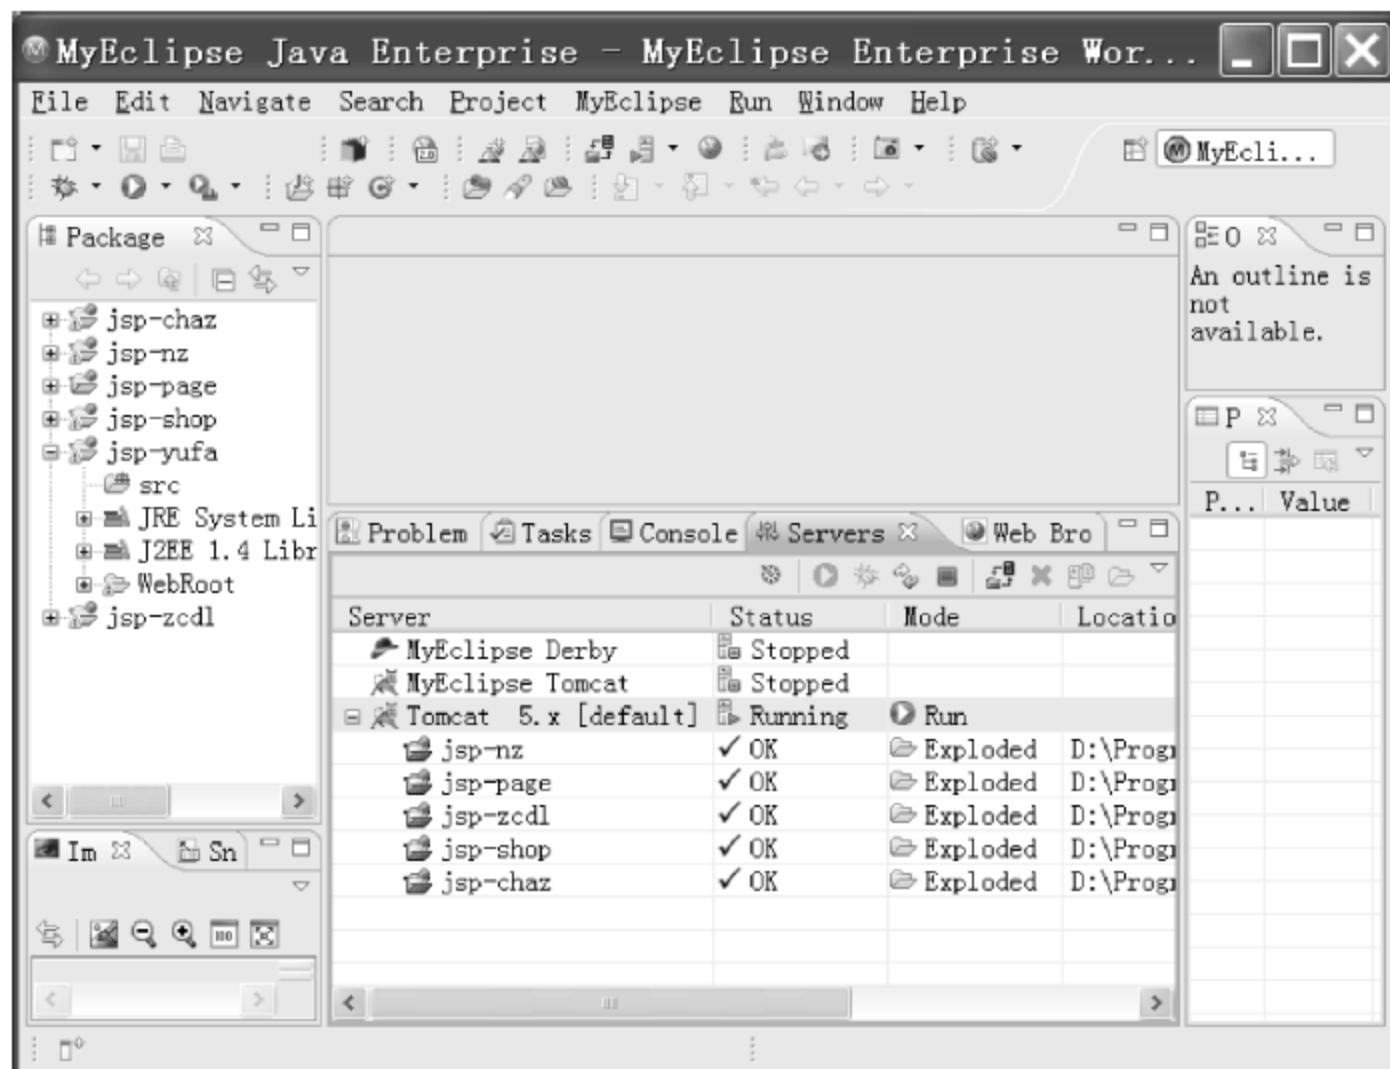 MyEclipse Java Enterprise - MyEclipse Enterprise Wor...
File Edit Navigate Search Project MyEclipse Run Window Help
2.0
MyEcli...
Package
jsp-chaz
jsp-nz
jsp-page
jsp-shop
jsp-yufa
src
JRE System Li
J2EE 1.4 Libr
WebRoot
jsp-zcdl
Im Sn
100
Problem Tasks Console Servers Web Bro
Server Status Mode Locatio
MyEclipse Derby Stopped
MyEclipse Tomcat Stopped
Tomcat 5.x [default] Running Run
jsp-nz OK Exploded D:\Progr
jsp-page OK Exploded D:\Progr
jsp-zcdl OK Exploded D:\Progr
jsp-shop OK Exploded D:\Progr
jsp-chaz OK Exploded D:\Progr
O
An outline is
not
available.
P
P... Value